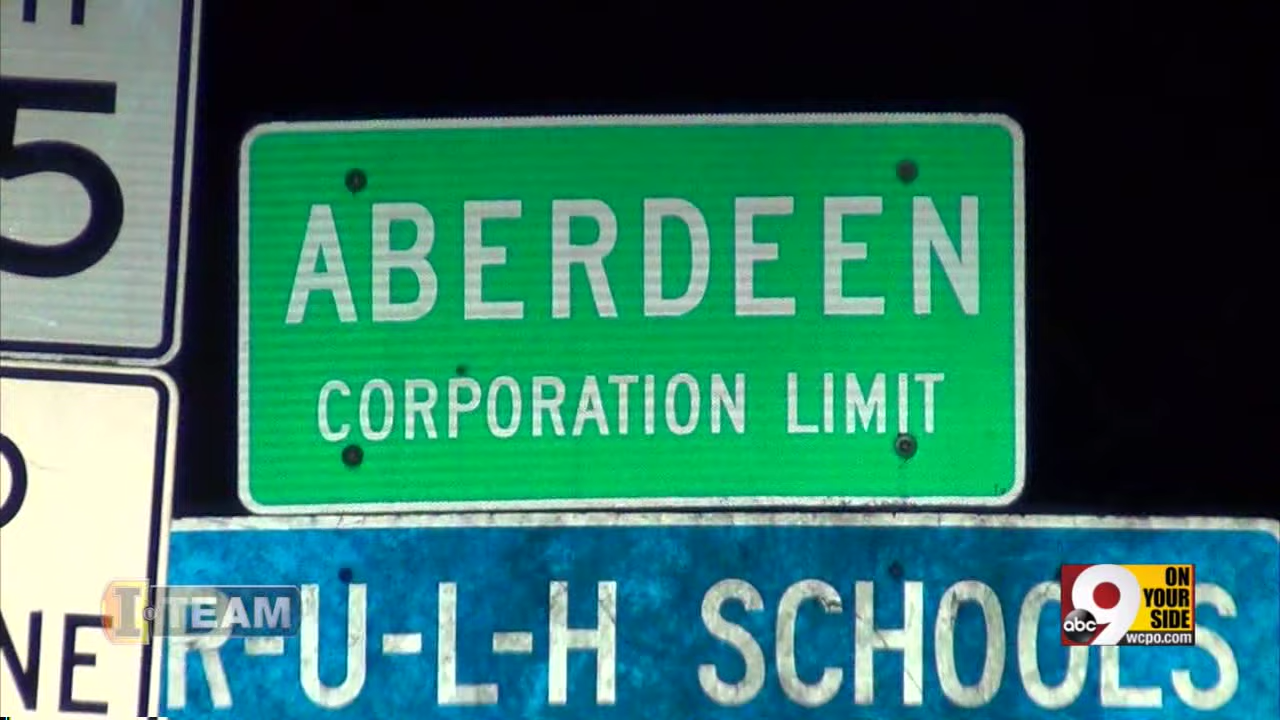 5
ABERDEEN
CORPORATION LIMIT
R-U-L-H SCHOOLS
NE
I-TEAM
abc 9 ON YOUR SIDE
wcpo.com